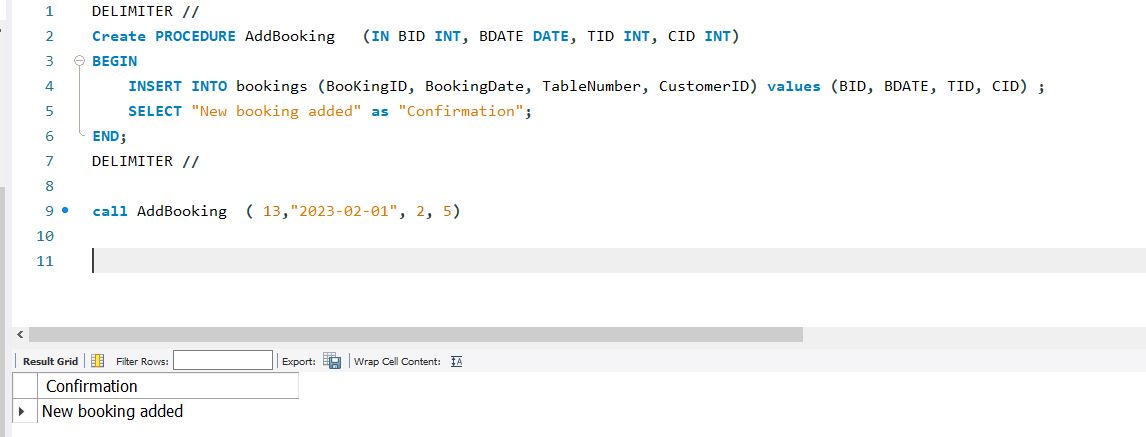 1 DELIMITER //
2 Create PROCEDURE AddBooking (IN BID INT, BDATE DATE, TID INT, CID INT)
3 BEGIN
4 INSERT INTO bookings (BooKingID, BookingDate, TableNumber, CustomerID) values (BID, BDATE, TID, CID) ;
5 SELECT "New booking added" as "Confirmation";
6 END;
7 DELIMITER //
8
9 call AddBooking ( 13,"2023-02-01", 2, 5)
10
11
Result Grid Filter Rows: Export: Wrap Cell Content:
Confirmation
New booking added